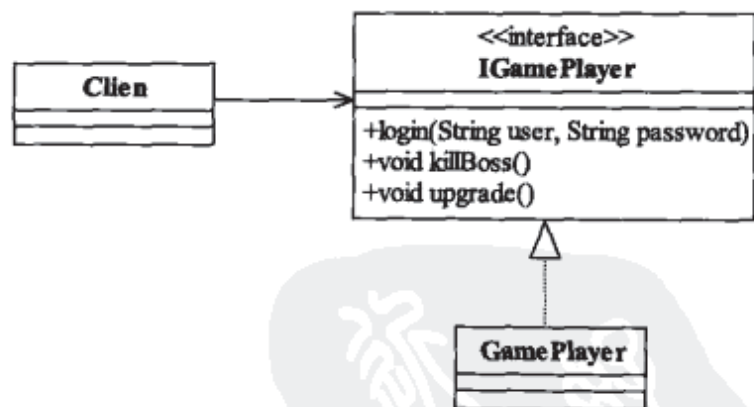 Clien
<<interface>>
IGamePlayer
+login(String user, String password)
+void killBoss()
+void upgrade()
GamePlayer